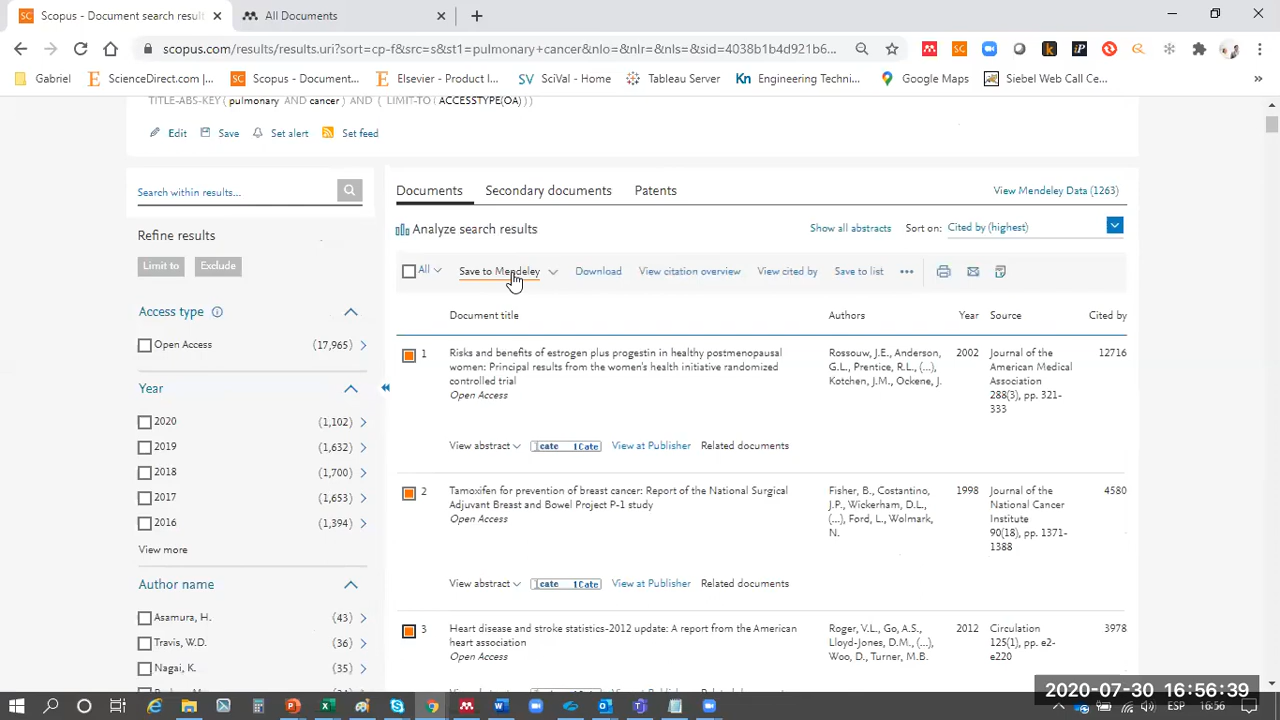 Scopus - Document search result
All Documents
scopus.com/results/results.uri?sort=cp-f&src=s&st1=pulmonary+cancer&nlo=&nlr=&nls=&sid=4038b1b4d921b6...
Gabriel
ScienceDirect.com |...
Scopus - Documen...
Elsevier - Product I...
SciVal - Home
Tableau Server
Engineering Techni...
Google Maps
Siebel Web Call Ce...
TITLE-ABS-KEY ( pulmonary AND cancer ) AND ( LIMIT-TO ( ACCESSTYPE(OA) ) )
Edit Save Set alert Set feed
Search within results...
Documents Secondary documents Patents View Mendeley Data (1263)
Analyze search results
Show all abstracts Sort on: Cited by (highest)
Refine results
Limit to Exclude
All Save to Mendeley Download View citation overview View cited by Save to list
Access type
Open Access (17,965)
Year
2020 (1,102)
2019 (1,632)
2018 (1,700)
2017 (1,653)
2016 (1,394)
View more
Author name
Asamura, H. (43)
Travis, W.D. (36)
Nagai, K. (35)
Document title Authors Year Source Cited by
1 Risks and benefits of estrogen plus progestin in healthy postmenopausal
women: Principal results from the women's health initiative randomized
controlled trial
Open Access
Rossouw, J.E., Anderson,
G.L., Prentice, R.L., (...),
Kotchen, J.M., Ockene, J.
2002
Journal of the
American Medical
Association
288(3), pp. 321-
333
12716
View abstract 1Cate View at Publisher Related documents
2 Tamoxifen for prevention of breast cancer: Report of the National Surgical
Adjuvant Breast and Bowel Project P-1 study
Open Access
Fisher, B., Costantino,
J.P., Wickerham, D.L.,
(...), Ford, L., Wolmark,
N.
1998
Journal of the
National Cancer
Institute
90(18), pp. 1371-
1388
4580
View abstract 1Cate View at Publisher Related documents
3 Heart disease and stroke statistics-2012 update: A report from the American
heart association
Open Access
Roger, V.L., Go, A.S.,
Lloyd-Jones, D.M., (...),
Woo, D., Turner, M.B.
2012
Circulation
125(1), pp. e2-
e220
3978
2020-07-30 16:56:39
ESP 16:56